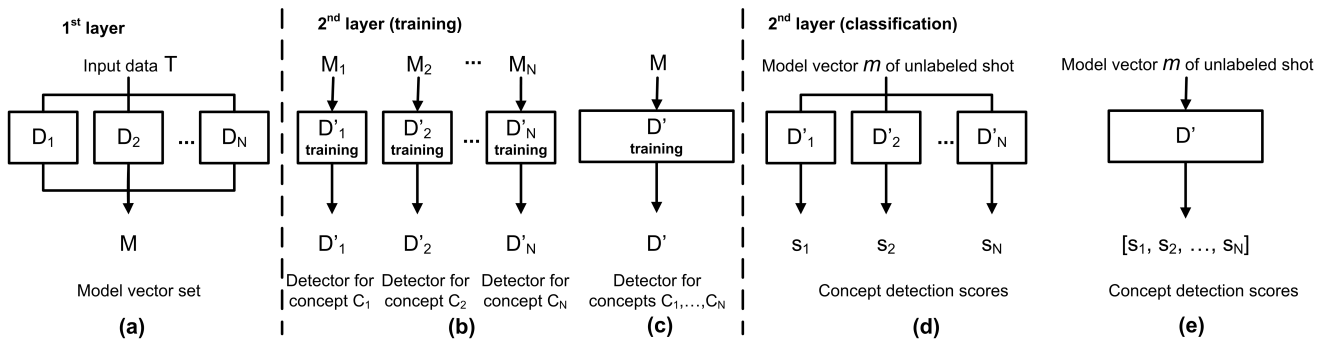 1st layer
Input data T
D1 D2 ... DN
M
Model vector set
(a)
2nd layer (training)
M1 M2 ... MN
D'1 training D'2 training ... D'N training
D'1 D'2 D'N
Detector for concept C1
Detector for concept C2
Detector for concept CN
(b)
M
D'
training
D'
Detector for
concepts C1,...,CN
(c)
2nd layer (classification)
Model vector m of unlabeled shot
D'1 D'2 ... D'N
s1 s2 sN
Concept detection scores
(d)
Model vector m of unlabeled shot
D'
[s1, s2, ..., sN]
Concept detection scores
(e)